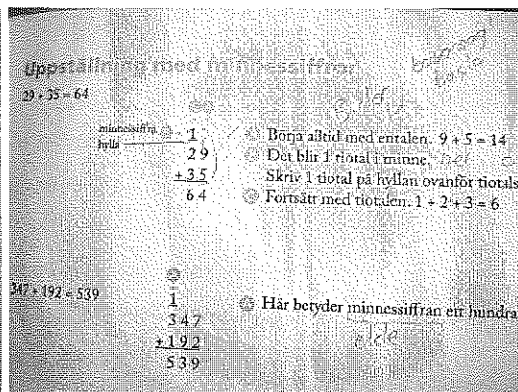 Uppställning med minnessiffror
29 + 35 = 64
minnessiffra
hylla
1
29
+35
64
Börja alltid med entalen. 9 + 5 = 14
Det blir 1 tiotal i minne.
Skriv 1 tiotal på hyllan ovanför tiotals
Fortsätt med tiotalen. 1 + 2 + 3 = 6
347 + 192 = 539
1
347
+192
539
Här betyder minnessiffran ett hundra